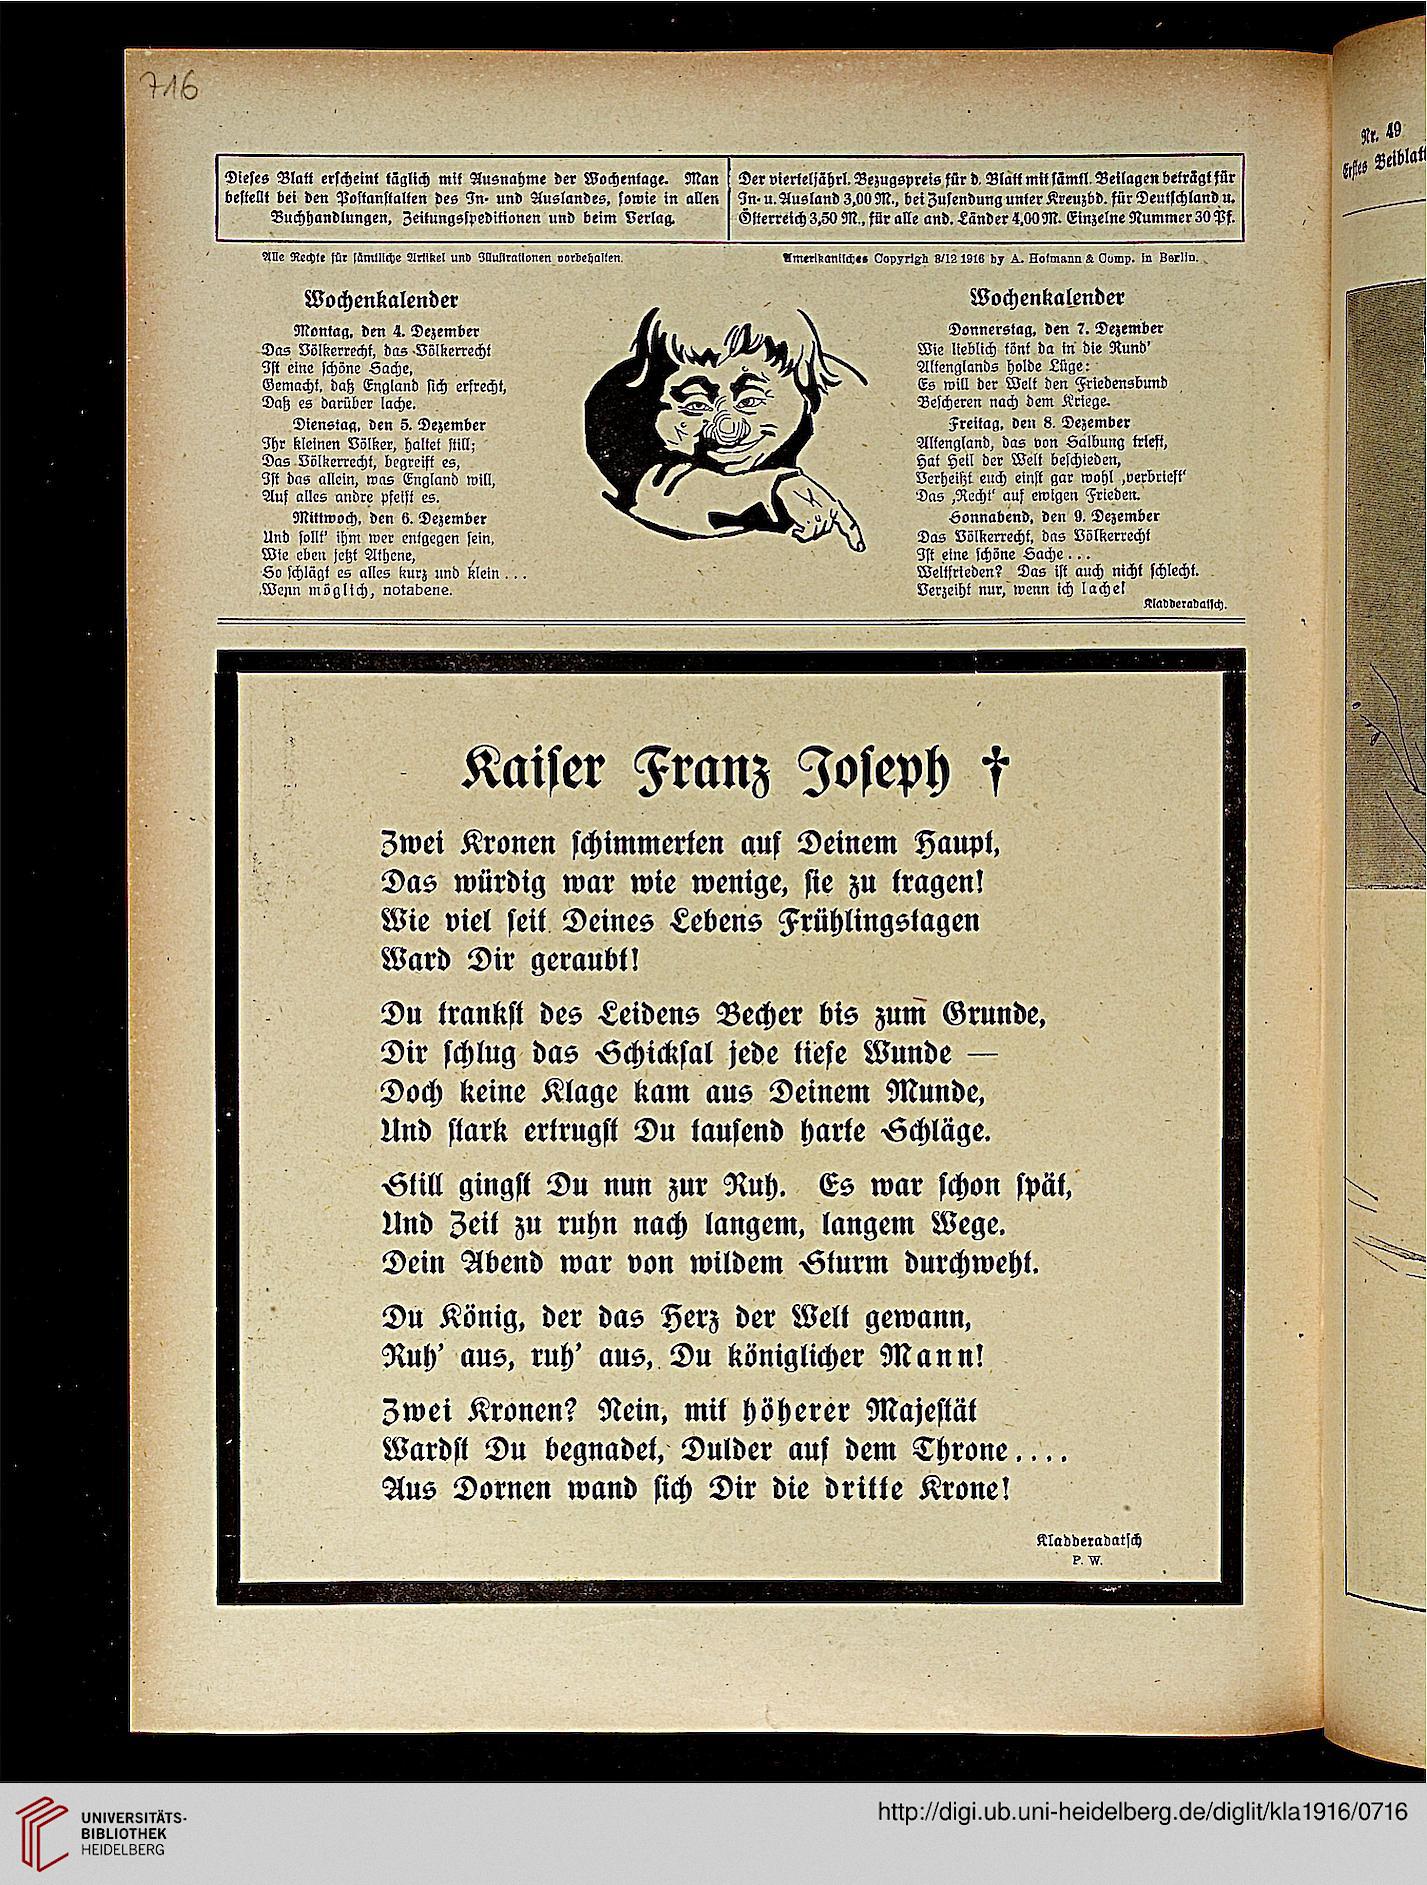 716
Dieses Blatt erscheint täglich mit Ausnahme der Wochentage. Man
bestellt bei den Postanstalten des In- und Auslandes, sowie in allen
Buchhandlungen, Zeitungsspeditionen und beim Verlag.
Der vierteljährl. Bezugspreis für d. Blatt mit sämtl. Beilagen beträgt für
In- u. Ausland 3,00 M., bei Zusendung unter Kreuzbd. für Deutschland u.
Österreich 3,50 M., für alle and. Länder 4,00 M. Einzelne Nummer 30 Pf.
Alle Rechte für sämtliche Artikel und Illustrationen vorbehalten.
Amerikanisches Copyrigh 8/12 1916 by A. Hofmann & Comp. in Berlin.
Wochenkalender
Montag, den 4. Dezember
Das Völkerrecht, das Völkerrecht
Ist eine schöne Sache,
Gemacht, daß England sich erfrecht,
Daß es darüber lache.
Dienstag, den 5. Dezember
Ihr kleinen Völker, haltet still;
Das Völkerrecht, begreift es,
Ist das allein, was England will,
Auf alles andre pfeift es.
Mittwoch, den 6. Dezember
Und sollt' ihm wer entgegen sein,
Wie eben jetzt Athene,
So schlägt es alles kurz und klein . . .
Wenn möglich, notabene.
Wochenkalender
Donnerstag, den 7. Dezember
Wie lieblich tönt da in die Rund'
Altenglands holde Lüge:
Es will der Welt den Friedensbund
Bescheren nach dem Kriege.
Freitag, den 8. Dezember
Altengland, das von Salbung trieft,
Hat Heil der Welt beschieden,
Verheißt euch einst gar wohl ‚verbrieft‘
Das ‚Recht‘ auf ewigen Frieden.
Sonnabend, den 9. Dezember
Das Völkerrecht, das Völkerrecht
Ist eine schöne Sache . . .
Weltfrieden? Das ist auch nicht schlecht.
Verzeiht nur, wenn ich lache!
Kladderadatsch.
Kaiser Franz Joseph †
Zwei Kronen schimmerten auf Deinem Haupt,
Das würdig war wie wenige, sie zu tragen!
Wie viel seit Deines Lebens Frühlingstagen
Ward Dir geraubt!
Du trankst des Leidens Becher bis zum Grunde,
Dir schlug das Schicksal jede tiefe Wunde —
Doch keine Klage kam aus Deinem Munde,
Und stark ertrugst Du tausend harte Schläge.
Still gingst Du nun zur Ruh. Es war schon spät,
Und Zeit zu ruhn nach langem, langem Wege.
Dein Abend war von wildem Sturm durchweht.
Du König, der das Herz der Welt gewann,
Ruh' aus, ruh' aus, Du königlicher Mann!
Zwei Kronen? Nein, mit höherer Majestät
Wardst Du begnadet, Dulder auf dem Throne . . . .
Aus Dornen wand sich Dir die dritte Krone!
Kladderadatsch
P. W.
Nr. 49
Erstes Beiblatt
UNIVERSITÄTS-
BIBLIOTHEK
HEIDELBERG
http://digi.ub.uni-heidelberg.de/diglit/kla1916/0716